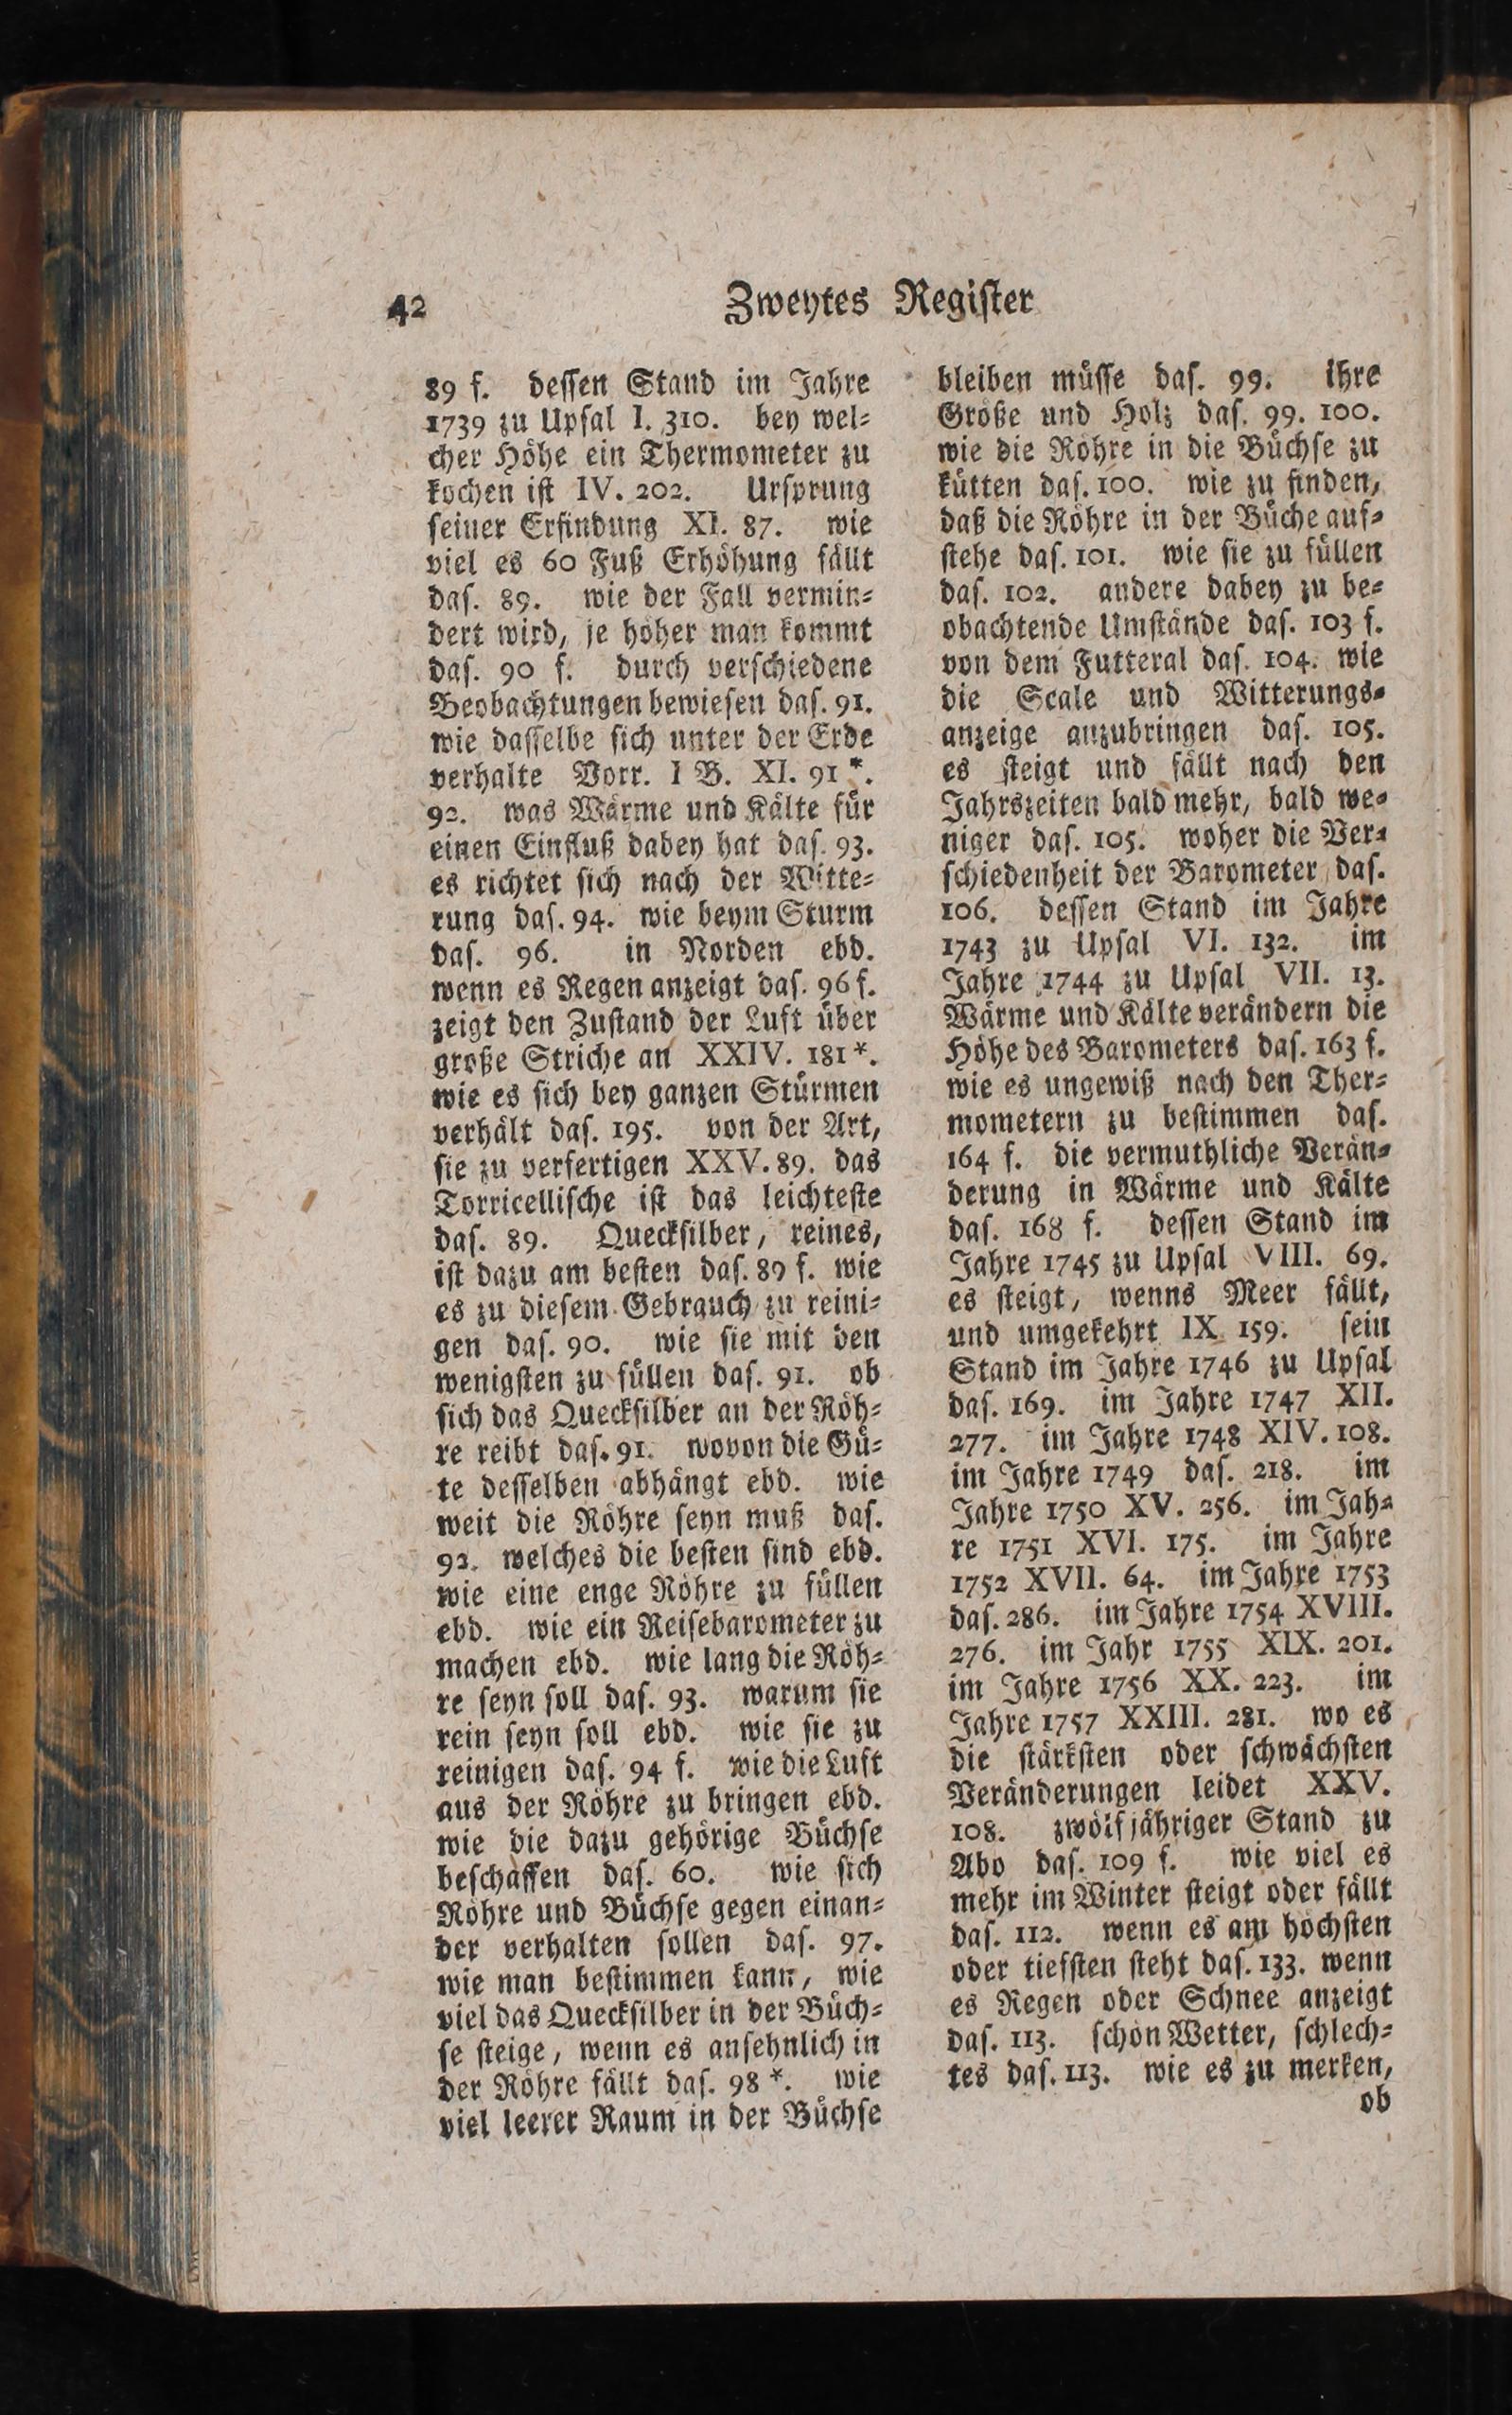 42
Zweytes Register
89 f. dessen Stand im Jahre
1739 zu Upsal I. 310. bey wel-
cher Höhe ein Thermometer zu
kochen ist IV. 202. Ursprung
seiner Erfindung XI. 87. wie
viel es 60 Fuß Erhöhung fällt
das. 89. wie der Fall vermin-
dert wird, je höher man kommt
das. 90 f. durch verschiedene
Beobachtungen bewiesen das. 91.
wie dasselbe sich unter der Erde
verhalte Vorr. I B. XI. 91*.
92. was Wärme und Kälte für
einen Einfluß dabey hat das. 93.
es richtet sich nach der Witte-
rung das. 94. wie beym Sturm
das. 96. in Norden ebd.
wenn es Regen anzeigt das. 96 f.
zeigt den Zustand der Luft über
große Striche an XXIV. 181*.
wie es sich bey ganzen Stürmen
verhält das. 195. von der Art,
sie zu verfertigen XXV. 89. das
Torricellische ist das leichteste
das. 89. Quecksilber, reines,
ist dazu am besten das. 89 f. wie
es zu diesem Gebrauch zu reini-
gen das. 90. wie sie mit den
wenigsten zu füllen das. 91. ob
sich das Quecksilber an der Röh-
re reibt das. 91. wovon die Gü-
te desselben abhängt ebd. wie
weit die Röhre seyn muß das.
92. welches die besten sind ebd.
wie eine enge Röhre zu füllen
ebd. wie ein Reisebarometer zu
machen ebd. wie lang die Röh-
re seyn soll das. 93. warum sie
rein seyn soll ebd. wie sie zu
reinigen das. 94 f. wie die Luft
aus der Röhre zu bringen ebd.
wie die dazu gehörige Büchse
beschaffen das. 60. wie sich
Röhre und Büchse gegen einan-
der verhalten sollen das. 97.
wie man bestimmen kann, wie
viel das Quecksilber in der Büch-
se steige, wenn es ansehnlich in
der Röhre fällt das. 98*. wie
viel leerer Raum in der Büchse
bleiben müsse das. 99. ihre
Größe und Holz das. 99. 100.
wie die Röhre in die Büchse zu
kütten das. 100. wie zu finden,
daß die Röhre in der Büche auf-
stehe das. 101. wie sie zu füllen
das. 102. andere dabey zu be-
obachtende Umstände das. 103 f.
von dem Futteral das. 104. wie
die Scale und Witterungs-
anzeige anzubringen das. 105.
es steigt und fällt nach den
Jahrszeiten bald mehr, bald we-
niger das. 105. woher die Ver-
schiedenheit der Barometer das.
106. dessen Stand im Jahre
1743 zu Upsal VI. 132. im
Jahre 1744 zu Upsal VII. 13.
Wärme und Kälte verändern die
Höhe des Barometers das. 163 f.
wie es ungewiß nach den Ther-
mometern zu bestimmen das.
164 f. die vermuthliche Verän-
derung in Wärme und Kälte
das. 168 f. dessen Stand im
Jahre 1745 zu Upsal VIII. 69.
es steigt, wenns Meer fällt,
und umgekehrt IX. 159. sein
Stand im Jahre 1746 zu Upsal
das. 169. im Jahre 1747 XII.
277. im Jahre 1748 XIV. 108.
im Jahre 1749 das. 218. im
Jahre 1750 XV. 256. im Jah-
re 1751 XVI. 175. im Jahre
1752 XVII. 64. im Jahre 1753
das. 286. im Jahre 1754 XVIII.
276. im Jahr 1755 XIX. 201.
im Jahre 1756 XX. 223. im
Jahre 1757 XXIII. 281. wo es
die stärksten oder schwächsten
Veränderungen leidet XXV.
108. zwölfjähriger Stand zu
Abo das. 109 f. wie viel es
mehr im Winter steigt oder fällt
das. 112. wenn es am höchsten
oder tiefsten steht das. 133. wenn
es Regen oder Schnee anzeigt
das. 113. schön Wetter, schlech-
tes das. 113. wie es zu merken,
ob